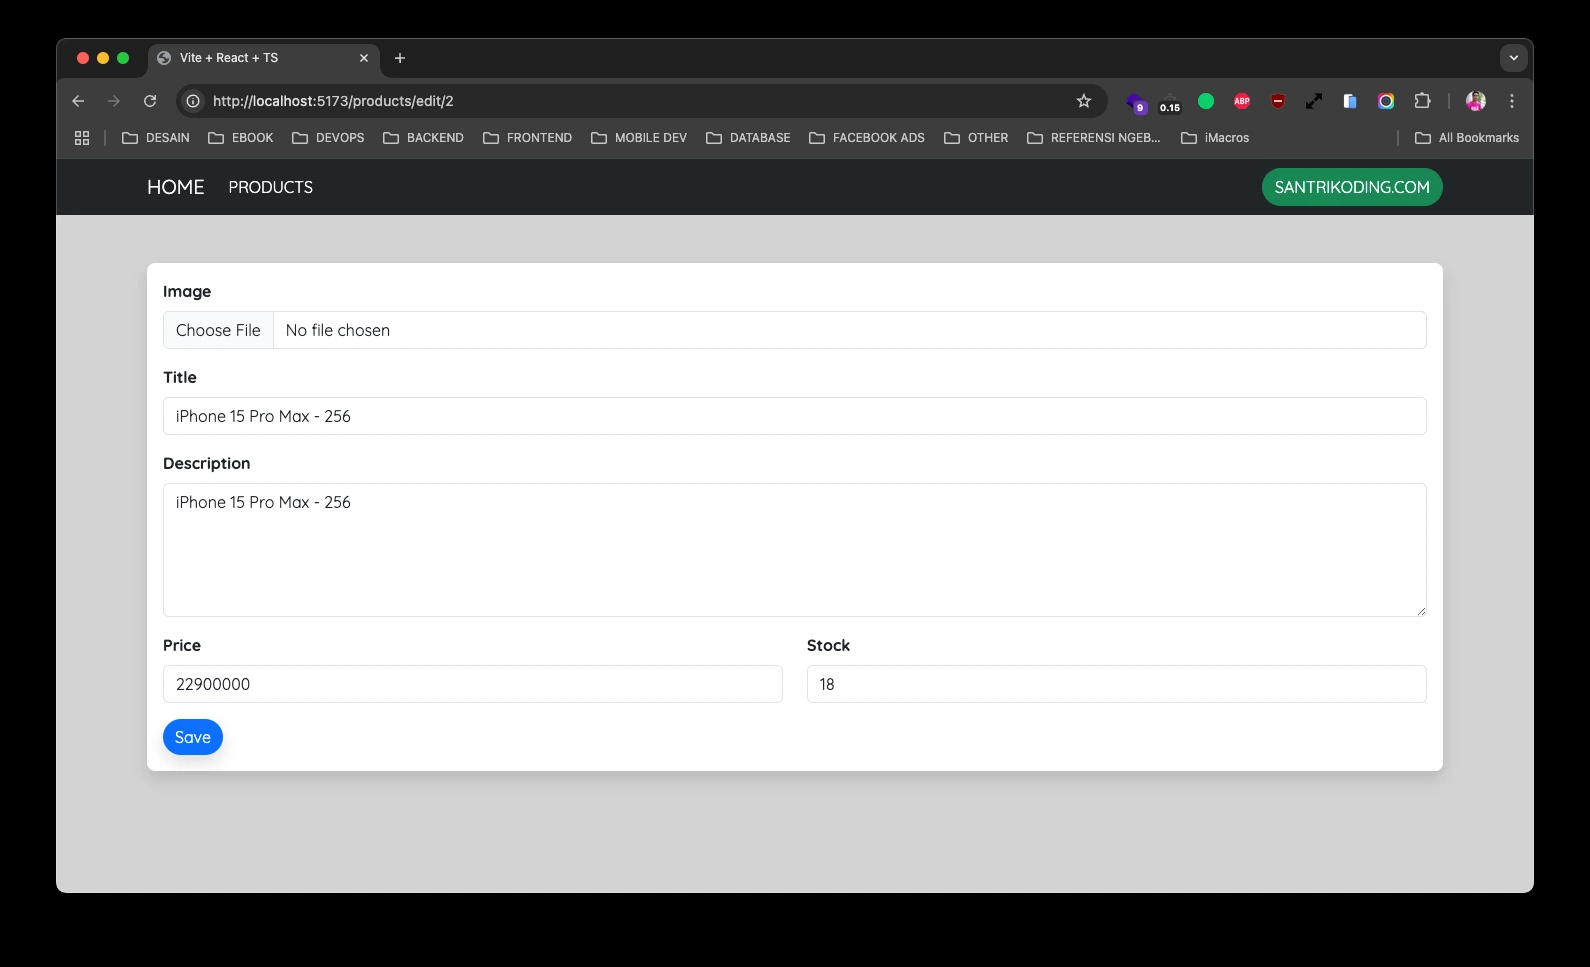 Vite + React + TS
http://localhost:5173/products/edit/2
9
0.15
ABP
DESAIN
EBOOK
DEVOPS
BACKEND
FRONTEND
MOBILE DEV
DATABASE
FACEBOOK ADS
OTHER
REFERENSI NGEB...
iMacros
All Bookmarks
HOME
PRODUCTS
SANTRIKODING.COM
Image
Choose File
No file chosen
Title
iPhone 15 Pro Max - 256
Description
iPhone 15 Pro Max - 256
Price
Stock
22900000
18
Save